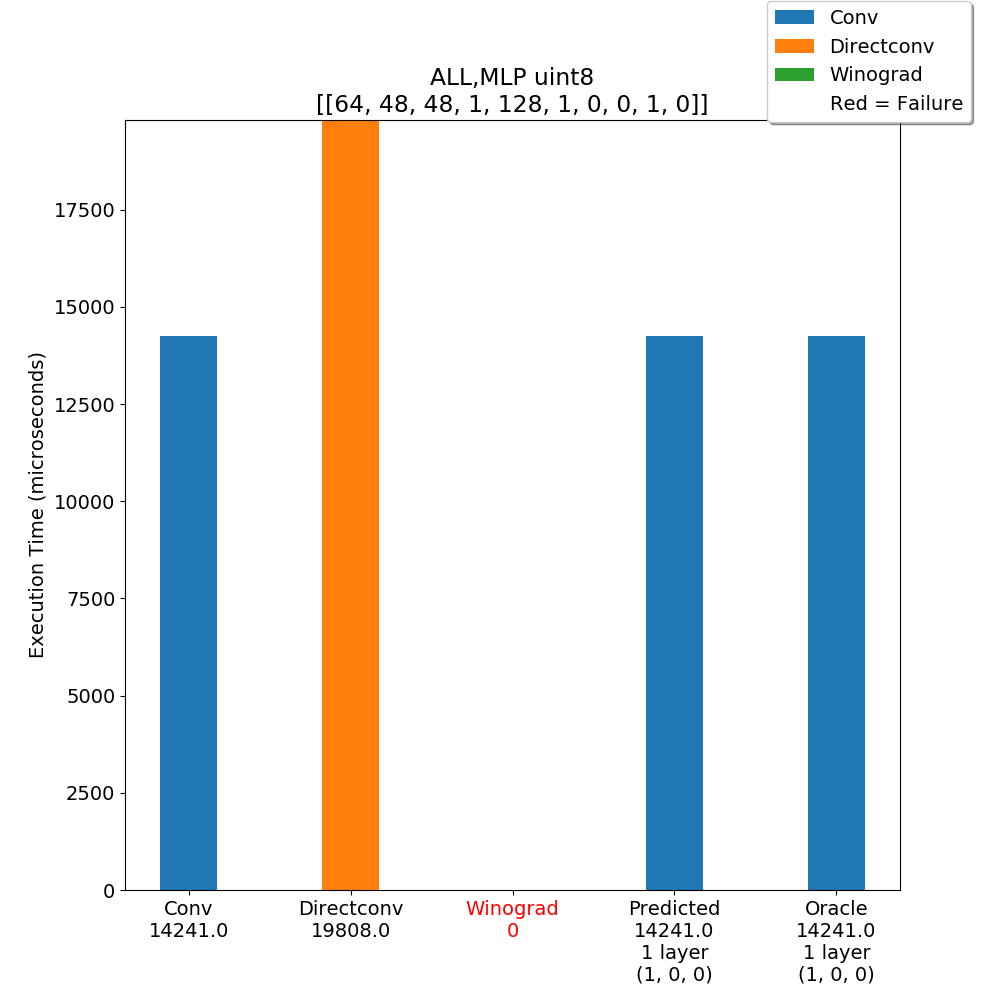 Conv
Directconv
Winograd
Red = Failure
ALL,MLP uint8
[[64, 48, 48, 1, 128, 1, 0, 0, 1, 0]]
Execution Time (microseconds)
17500
15000
12500
10000
7500
5000
2500
0
Conv
14241.0
Directconv
19808.0
Winograd
0
Predicted
14241.0
1 layer
(1, 0, 0)
Oracle
14241.0
1 layer
(1, 0, 0)